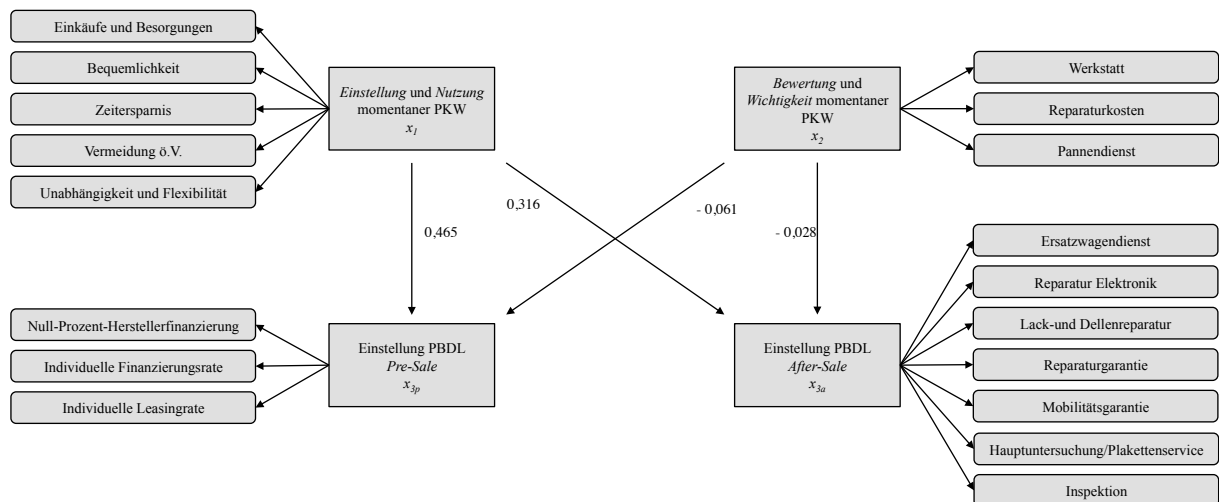 Einkäufe und Besorgungen
Bequemlichkeit
Zeitersparnis
Vermeidung ö.V.
Unabhängigkeit und Flexibilität
Einstellung und Nutzung
momentaner PKW
x1
Bewertung und
Wichtigkeit momentaner
PKW
x2
Werkstatt
Reparaturkosten
Pannendienst
0,465
0,316
- 0,061
- 0,028
Null-Prozent-Herstellerfinanzierung
Individuelle Finanzierungsrate
Individuelle Leasingrate
Einstellung PBDL
Pre-Sale
x3p
Einstellung PBDL
After-Sale
x3a
Ersatzwagendienst
Reparatur Elektronik
Lack-und Dellenreparatur
Reparaturgarantie
Mobilitätsgarantie
Hauptuntersuchung/Plakettenservice
Inspektion